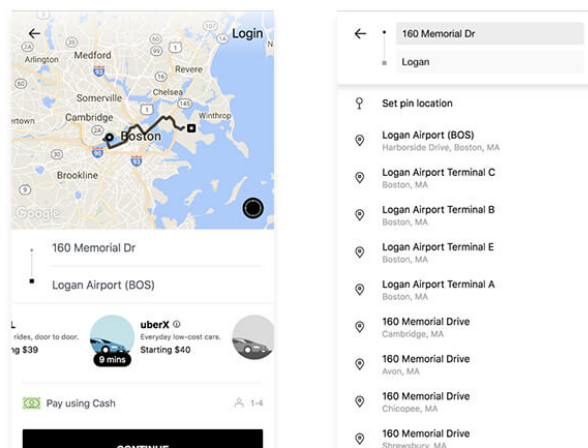 Login
Arlington
Medford
Revere
Chelsea
Somerville
Winthrop
Cambridge
Boston
Brookline
Google
160 Memorial Dr
Logan Airport (BOS)
uberX
rides, door to door.
Everyday low-cost cars.
$39
Starting $40
9 mins
Pay using Cash
1-4
CONTINUE
160 Memorial Dr
Logan
Set pin location
Logan Airport (BOS)
Harborside Drive, Boston, MA
Logan Airport Terminal C
Boston, MA
Logan Airport Terminal B
Boston, MA
Logan Airport Terminal E
Boston, MA
Logan Airport Terminal A
Boston, MA
160 Memorial Drive
Cambridge, MA
160 Memorial Drive
Avon, MA
160 Memorial Drive
Chicopee, MA
160 Memorial Drive
Shrewsbury, MA